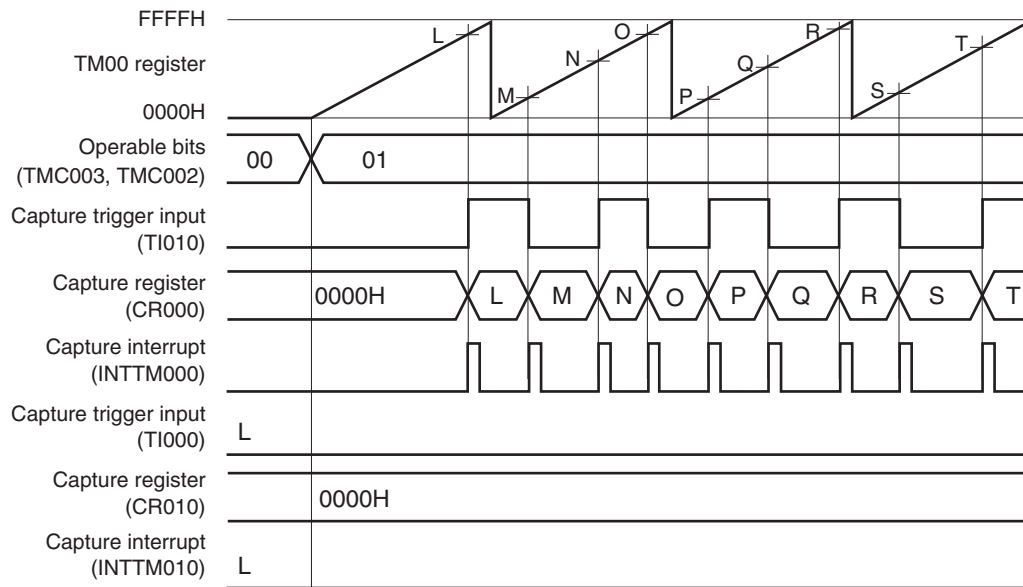 FFFFH
TM00 register
0000H
L M N O P Q R S T
Operable bits
(TMC003, TMC002)
00 01
Capture trigger input
(TI010)
Capture register
(CR000)
0000H L M N O P Q R S T
Capture interrupt
(INTTM000)
Capture trigger input
(TI000)
L
Capture register
(CR010)
0000H
Capture interrupt
(INTTM010)
L